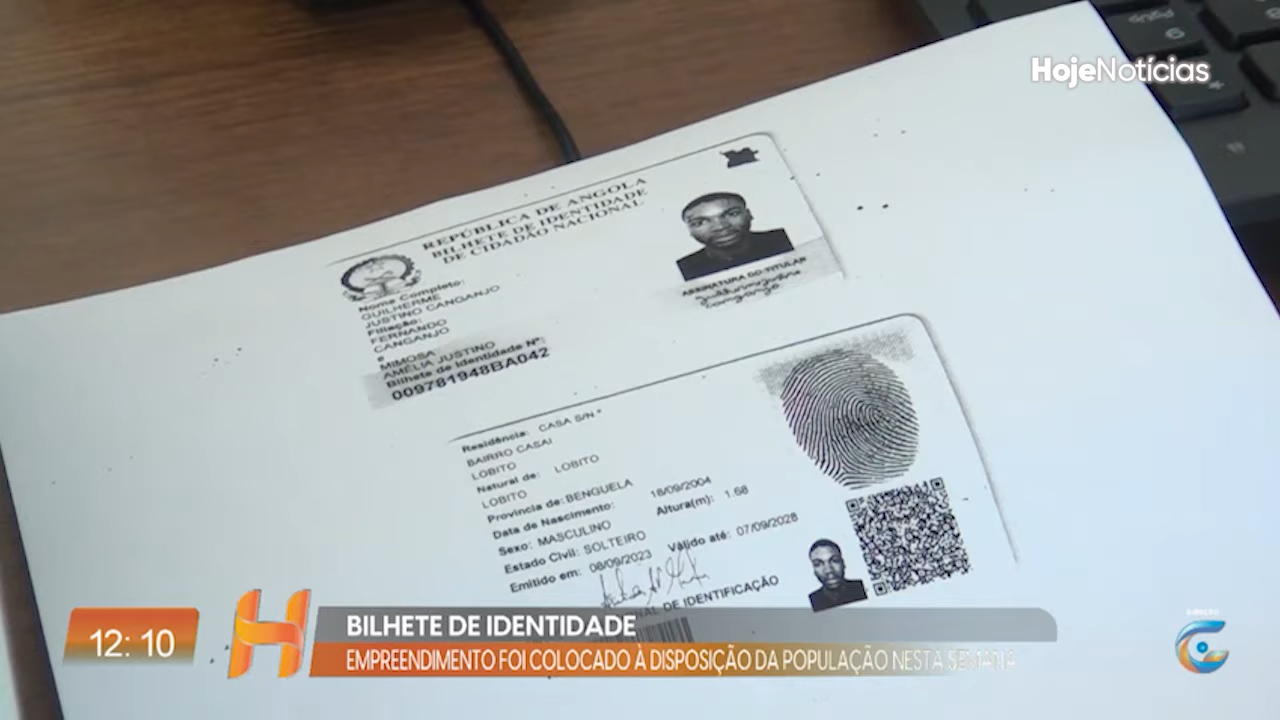 HojeNotícias
REPÚBLICA DE ANGOLA
BILHETE DE IDENTIDADE
DE CIDADÃO NACIONAL
Nome Completo:
GUILHERME
JUSTINO CANGANJO
Filiação:
FERNANDO
CANGANJO
e
MIMOSA
AMÉLIA JUSTINO
Bilhete de Identidade Nº:
009781948BA042
ASSINATURA DO TITULAR
Residência: CASA S/N º
BAIRRO CASAI
LOBITO
Natural de: LOBITO
LOBITO
Província de: BENGUELA
Data de Nascimento: 18/09/2004
Sexo: MASCULINO Altura(m): 1.68
Estado Civil: SOLTEIRO
Emitido em: 08/09/2023 Válido até: 07/09/2028
DE IDENTIFICAÇÃO
12:10
BILHETE DE IDENTIDADE
EMPREENDIMENTO FOI COLOCADO À DISPOSIÇÃO DA POPULAÇÃO NESTA SEMANA